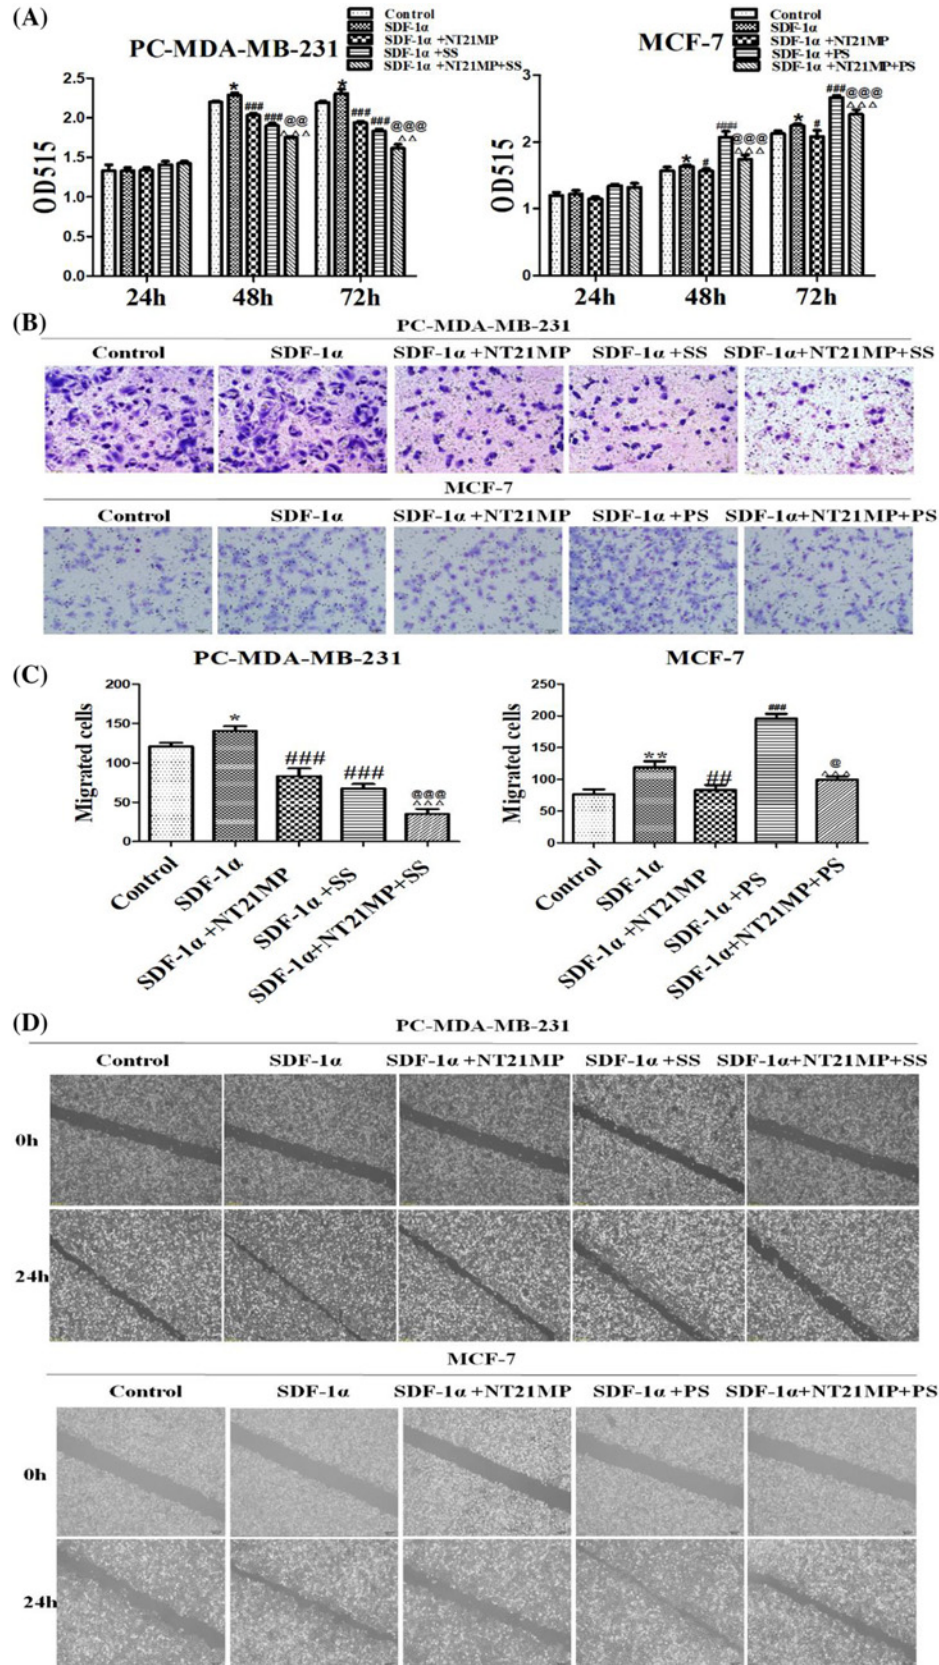 (A)
PC-MDA-MB-231
Control
SDF-1α
SDF-1α +NT21MP
SDF-1α +SS
SDF-1α +NT21MP+SS
OD515
2.5
2.0
1.5
1.0
0.5
0.0
*
###
###
@@
△△△
*
###
###
@@@
△△
24h
48h
72h
MCF-7
Control
SDF-1α
SDF-1α +NT21MP
SDF-1α +PS
SDF-1α +NT21MP+PS
OD515
3
2
1
0
*
#
###
@@@
△△△
*
#
###
@@@
△△△
24h
48h
72h
(B)
PC-MDA-MB-231
Control SDF-1α SDF-1α +NT21MP SDF-1α +SS SDF-1α+NT21MP+SS
MCF-7
Control SDF-1α SDF-1α +NT21MP SDF-1α +PS SDF-1α+NT21MP+PS
(C)
PC-MDA-MB-231
Migrated cells
200
150
100
50
0
*
###
###
@@@
^^^
Control
SDF-1α
SDF-1α +NT21MP
SDF-1α +SS
SDF-1α+NT21MP+SS
MCF-7
Migrated cells
250
200
150
100
50
0
**
##
###
@
^^^
Control
SDF-1α
SDF-1α +NT21MP
SDF-1α +PS
SDF-1α+NT21MP+PS
(D)
PC-MDA-MB-231
Control SDF-1α SDF-1α +NT21MP SDF-1α +SS SDF-1α+NT21MP+SS
0h
24h
MCF-7
Control SDF-1α SDF-1α +NT21MP SDF-1α +PS SDF-1α+NT21MP+PS
0h
24h